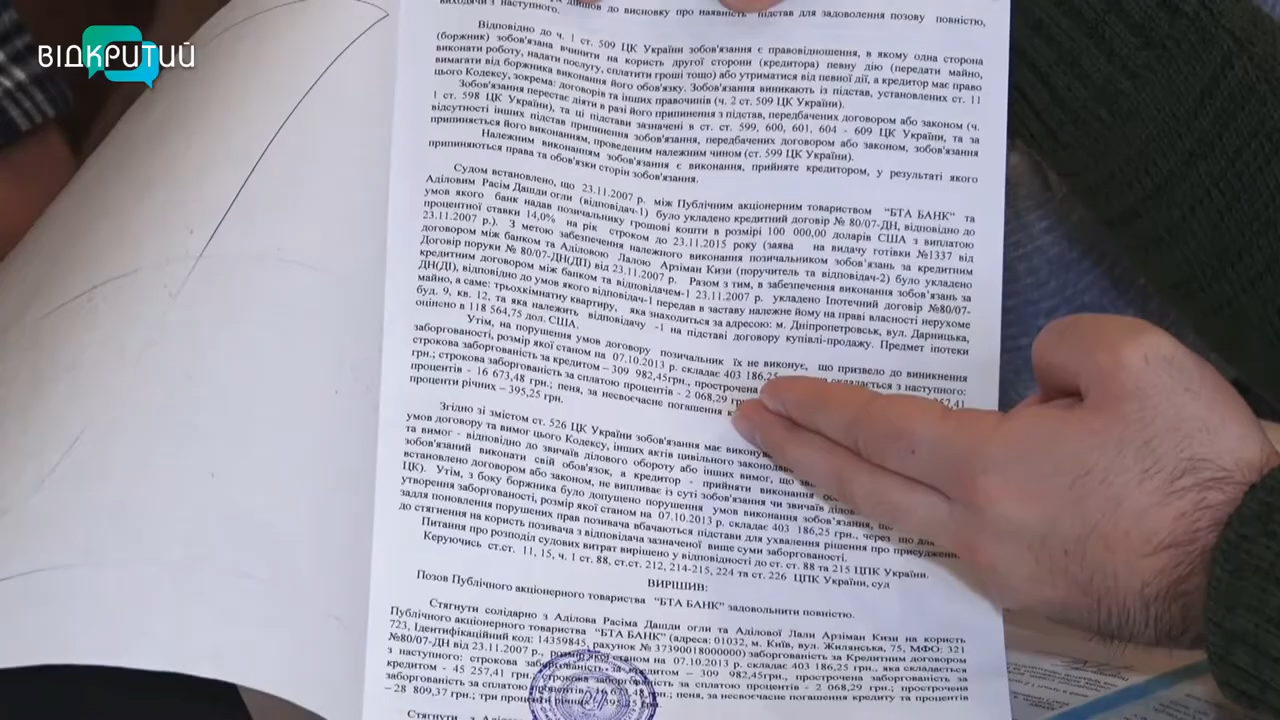 ВІДКРИТИЙ
дійшов до висновку про наявність підстав для задоволення позову повністю,
виходячи з наступного.
Відповідно до ч. 1 ст. 509 ЦК України зобов'язання є правовідношення, в якому одна сторона
(боржник) зобов'язана вчинити на користь другої сторони (кредитора) певну дію (передати майно,
виконати роботу, надати послугу, сплатити гроші тощо) або утриматися від певної дії, а кредитор має право
вимагати від боржника виконання його обов'язку. Зобов'язання виникають із підстав, установлених ст. 11
цього Кодексу, зокрема: договорів та інших правочинів (ч. 2 ст. 509 ЦК України).
Зобов'язання перестає діяти в разі його припинення з підстав, передбачених договором або законом (ч.
1 ст. 598 ЦК України), та ці підстави зазначені в ст. ст. 599, 600, 601, 604 - 609 ЦК України, та за
відсутності інших підстав припинення зобов'язання, передбачених договором або законом, зобов'язання
припиняється його виконанням, проведеним належним чином (ст. 599 ЦК України).
Належним виконанням зобов'язання є виконання, прийняте кредитором, у результаті якого
припиняються права та обов'язки сторін зобов'язання.
Судом встановлено, що 23.11.2007 р. між Публічним акціонерним товариством "БТА БАНК" та
Аділовим Расім Дашди огли (відповідач-1) було укладено кредитний договір № 80/07-ДН, відповідно до
умов якого банк надав позичальнику грошові кошти в розмірі 100 000,00 доларів США з виплатою
процентної ставки 14,0% на рік строком до 23.11.2015 року (заява на видачу готівки №1337 від
23.11.2007 р.). З метою забезпечення належного виконання позичальником зобов'язань за кредитним
договором між банком та Аділовою Лалою Арзіман Кизи (поручитель та відповідач-2) було укладено
Договір поруки № 80/07-ДН(ДП) від 23.11.2007 р. Разом з тим, в забезпечення виконання зобов'язань за
кредитним договором між банком та відповідачем-1 23.11.2007 р. укладено Іпотечний договір №80/07-
ДН(ДІ), відповідно до умов якого відповідач-1 передав в заставу належне йому на праві власності нерухоме
майно, а саме: трьохкімнатну квартиру, яка знаходиться за адресою: м. Дніпропетровськ, вул. Дарницька,
буд. 9, кв. 12, та яка належить відповідачу -1 на підставі договору купівлі-продажу. Предмет іпотеки
оцінено в 118 564,75 дол. США.
Утім, на порушення умов договору позичальник їх не виконує, що призвело до виникнення
заборгованості, розмір якої станом на 07.10.2013 р. складає 403 186,25 складається з наступного:
строкова заборгованість за кредитом – 309 982,45грн., прострочена 257,41
грн.; строкова заборгованість за сплатою процентів - 2 068,29 грн
процентів - 16 673,48 грн.; пеня, за несвоєчасне погашення
проценти річних – 395,25 грн.
Згідно зі змістом ст. 526 ЦК України зобов'язання має виконува
умов договору та вимог цього Кодексу, інших актів цивільного законодав
та вимог - відповідно до звичаїв ділового обороту або інших вимог, що
зобов'язаний виконати свій обов'язок, а кредитор - прийняти виконання
встановлено договором або законом, не випливає із суті зобов'язання чи звичаїв ділов
ЦК). Утім, з боку боржника було допущено порушення умов виконання зобов'язання, що
утворення заборгованості, розмір якої станом на 07.10.2013 р. складає 403 186,25 грн., через що для
задля поновлення порушених прав позивача вбачаються підстави для ухвалення рішення про присуджен
до стягнення на користь позивача з відповідача зазначеної вище суми заборгованості.
Питання про розподіл судових витрат вирішено у відповідності до ст. ст. 88 та 215 ЦПК України.
Керуючись ст.ст. 11, 15, ч. 1 ст. 88, ст.ст. 212, 214-215, 224 та ст. 226 ЦПК України, суд
ВИРІШИВ:
Позов Публічного акціонерного товариства "БТА БАНК" задовольнити повністю.
Стягнути солідарно з Аділова Расіма Дашди огли та Аділової Лали Арзіман Кизи на користь
Публічного акціонерного товариства "БТА БАНК" (адреса: 01032, м. Київ, вул. Жилянська, 75, МФО: 321
723, Ідентифікаційний код: 14359845, рахунок № 37390018000000) заборгованість за Кредитним договором
№80/07-ДН від 23.11.2007 р., розмір якої станом на 07.10.2013 р. складає 403 186,25 грн., яка складається
з наступного: строкова заборгованість за кредитом – 309 982,45грн., прострочена заборгованість за
кредитом - 45 257,41 грн.; строкова заборгованість за сплатою процентів - 2 068,29 грн.; прострочена
заборгованість за сплатою процентів - 16 673,48 грн.; пеня, за несвоєчасне погашення кредиту та процентів
– 28 809,37 грн.; три проценти річних – 395,25 грн.
Стягнути з